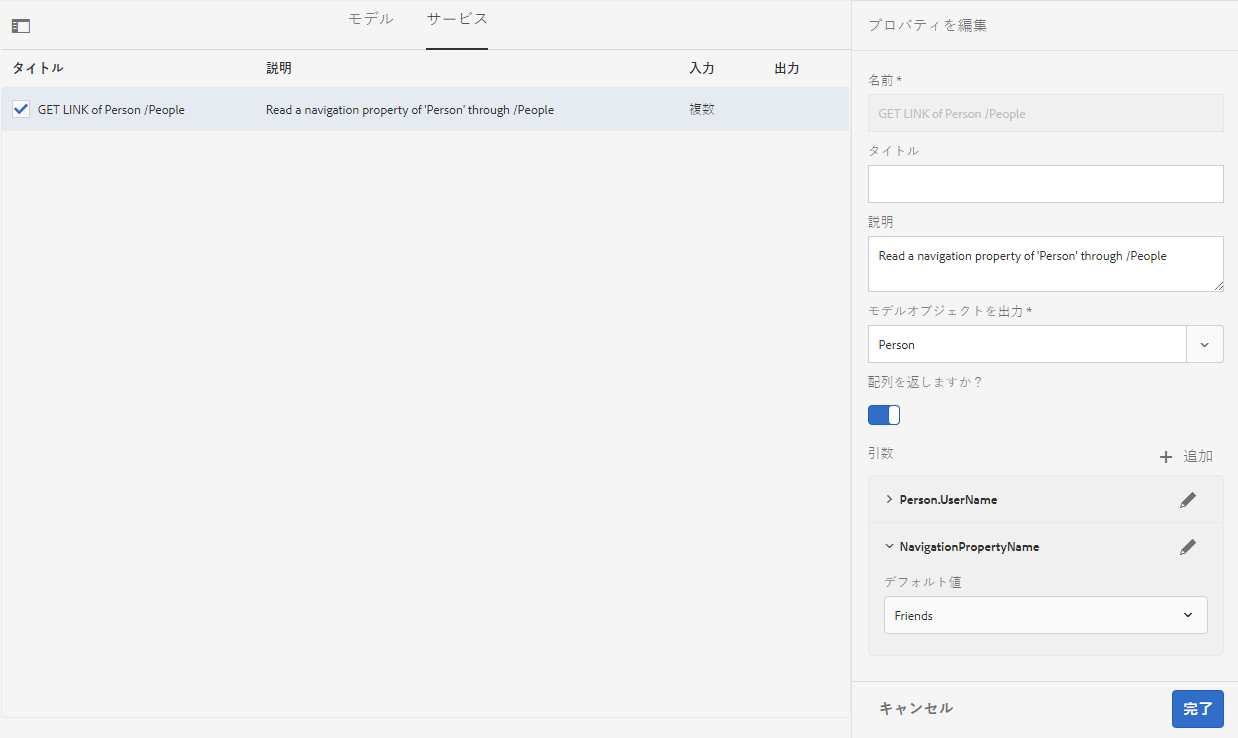 モデル サービス
タイトル 説明 入力 出力
GET LINK of Person /People Read a navigation property of 'Person' through /People 複数
プロパティを編集
名前 *
GET LINK of Person /People
タイトル
説明
Read a navigation property of 'Person' through /People
モデルオブジェクトを出力 *
Person
配列を返しますか？
引数 追加
Person.UserName
NavigationPropertyName
デフォルト値
Friends
キャンセル 完了